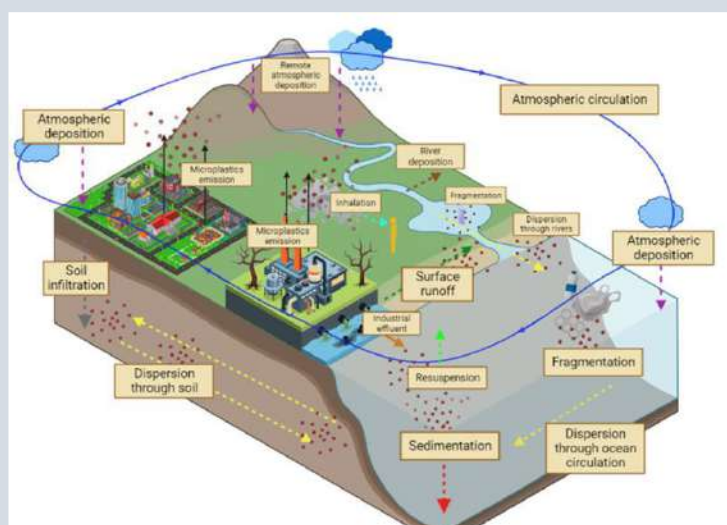 Remote
atmospheric
deposition
Atmospheric circulation
Atmospheric
deposition
River
deposition
Microplastics
emission
Fragmentation
Inhalation
Dispersion
through rivers
Microplastics
emission
Atmospheric
deposition
Soil
infiltration
Surface
runoff
Industrial
effluent
Fragmentation
Resuspension
Dispersion
through soil
Sedimentation
Dispersion
through ocean
circulation